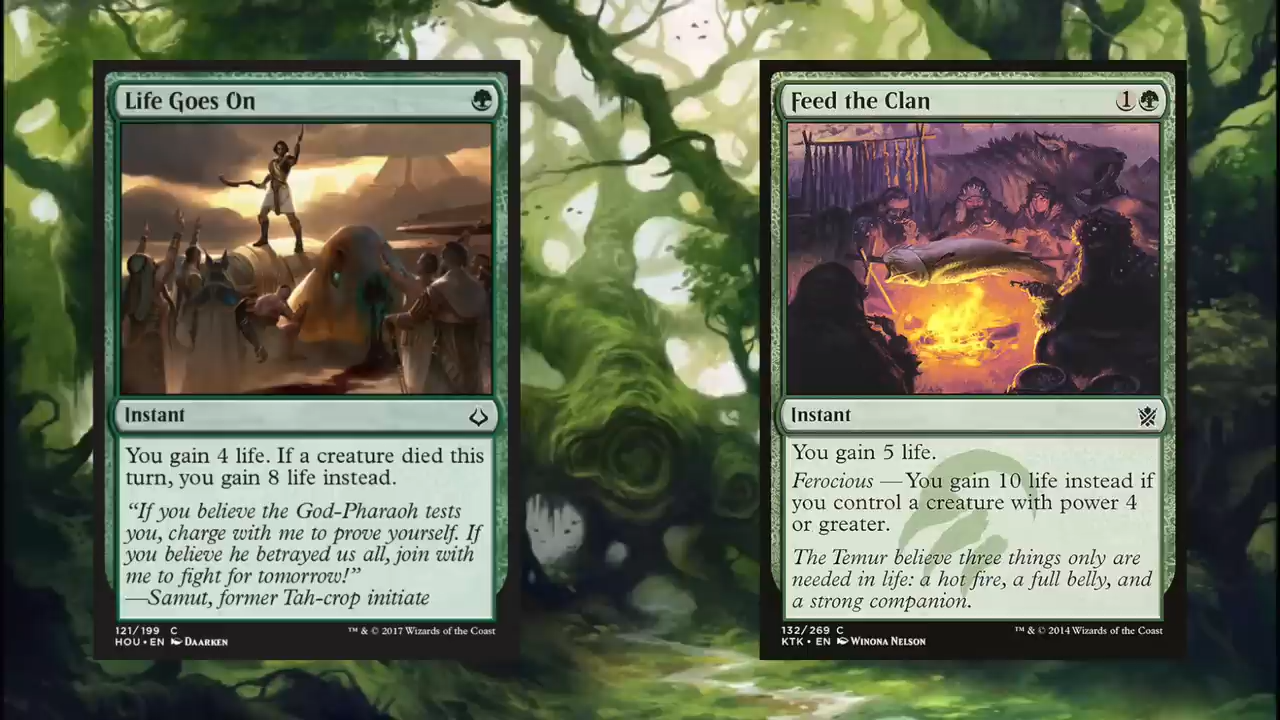 Life Goes On
Instant
You gain 4 life. If a creature died this
turn, you gain 8 life instead.
“If you believe the God-Pharaoh tests
you, charge with me to prove yourself. If
you believe he betrayed us all, join with
me to fight for tomorrow!”
—Samut, former Tah-crop initiate
121/199 C
HOU • EN DAARKEN
™ & © 2017 Wizards of the Coast
Feed the Clan
1
Instant
You gain 5 life.
Ferocious — You gain 10 life instead if
you control a creature with power 4
or greater.
The Temur believe three things only are
needed in life: a hot fire, a full belly, and
a strong companion.
132/269 C
KTK • EN WINONA NELSON
™ & © 2014 Wizards of the Coast